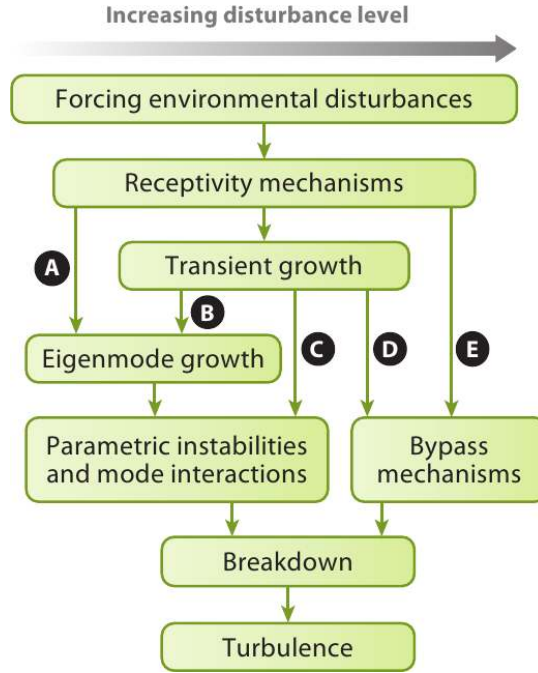 Increasing disturbance level
Forcing environmental disturbances
Receptivity mechanisms
A
Transient growth
B
Eigenmode growth
C
D
E
Parametric instabilities
and mode interactions
Bypass
mechanisms
Breakdown
Turbulence